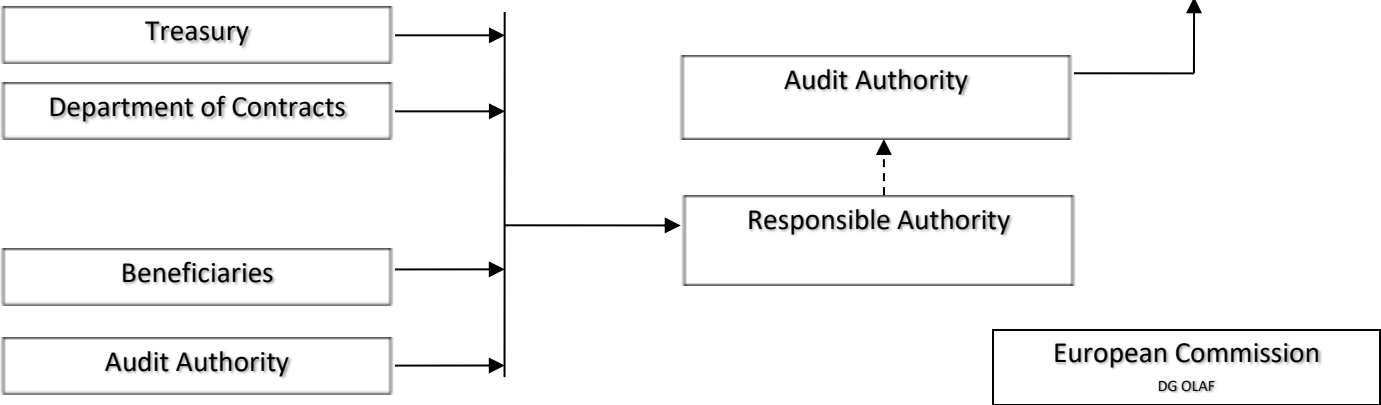 Treasury
Department of Contracts
Beneficiaries
Audit Authority
Audit Authority
Responsible Authority
European Commission
DG OLAF